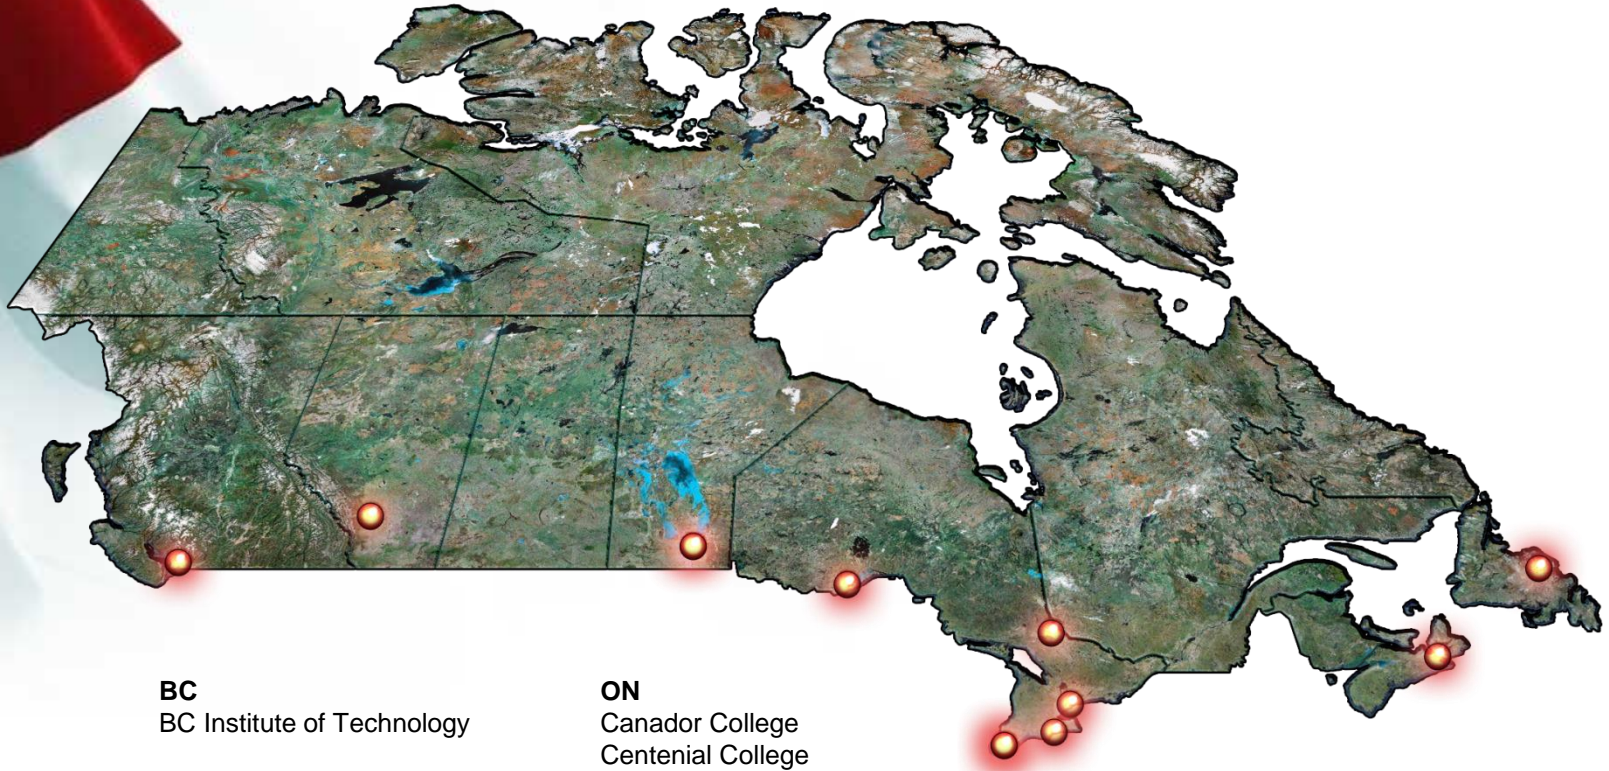 BC
BC Institute of Technology
ON
Canador College
Centenial College